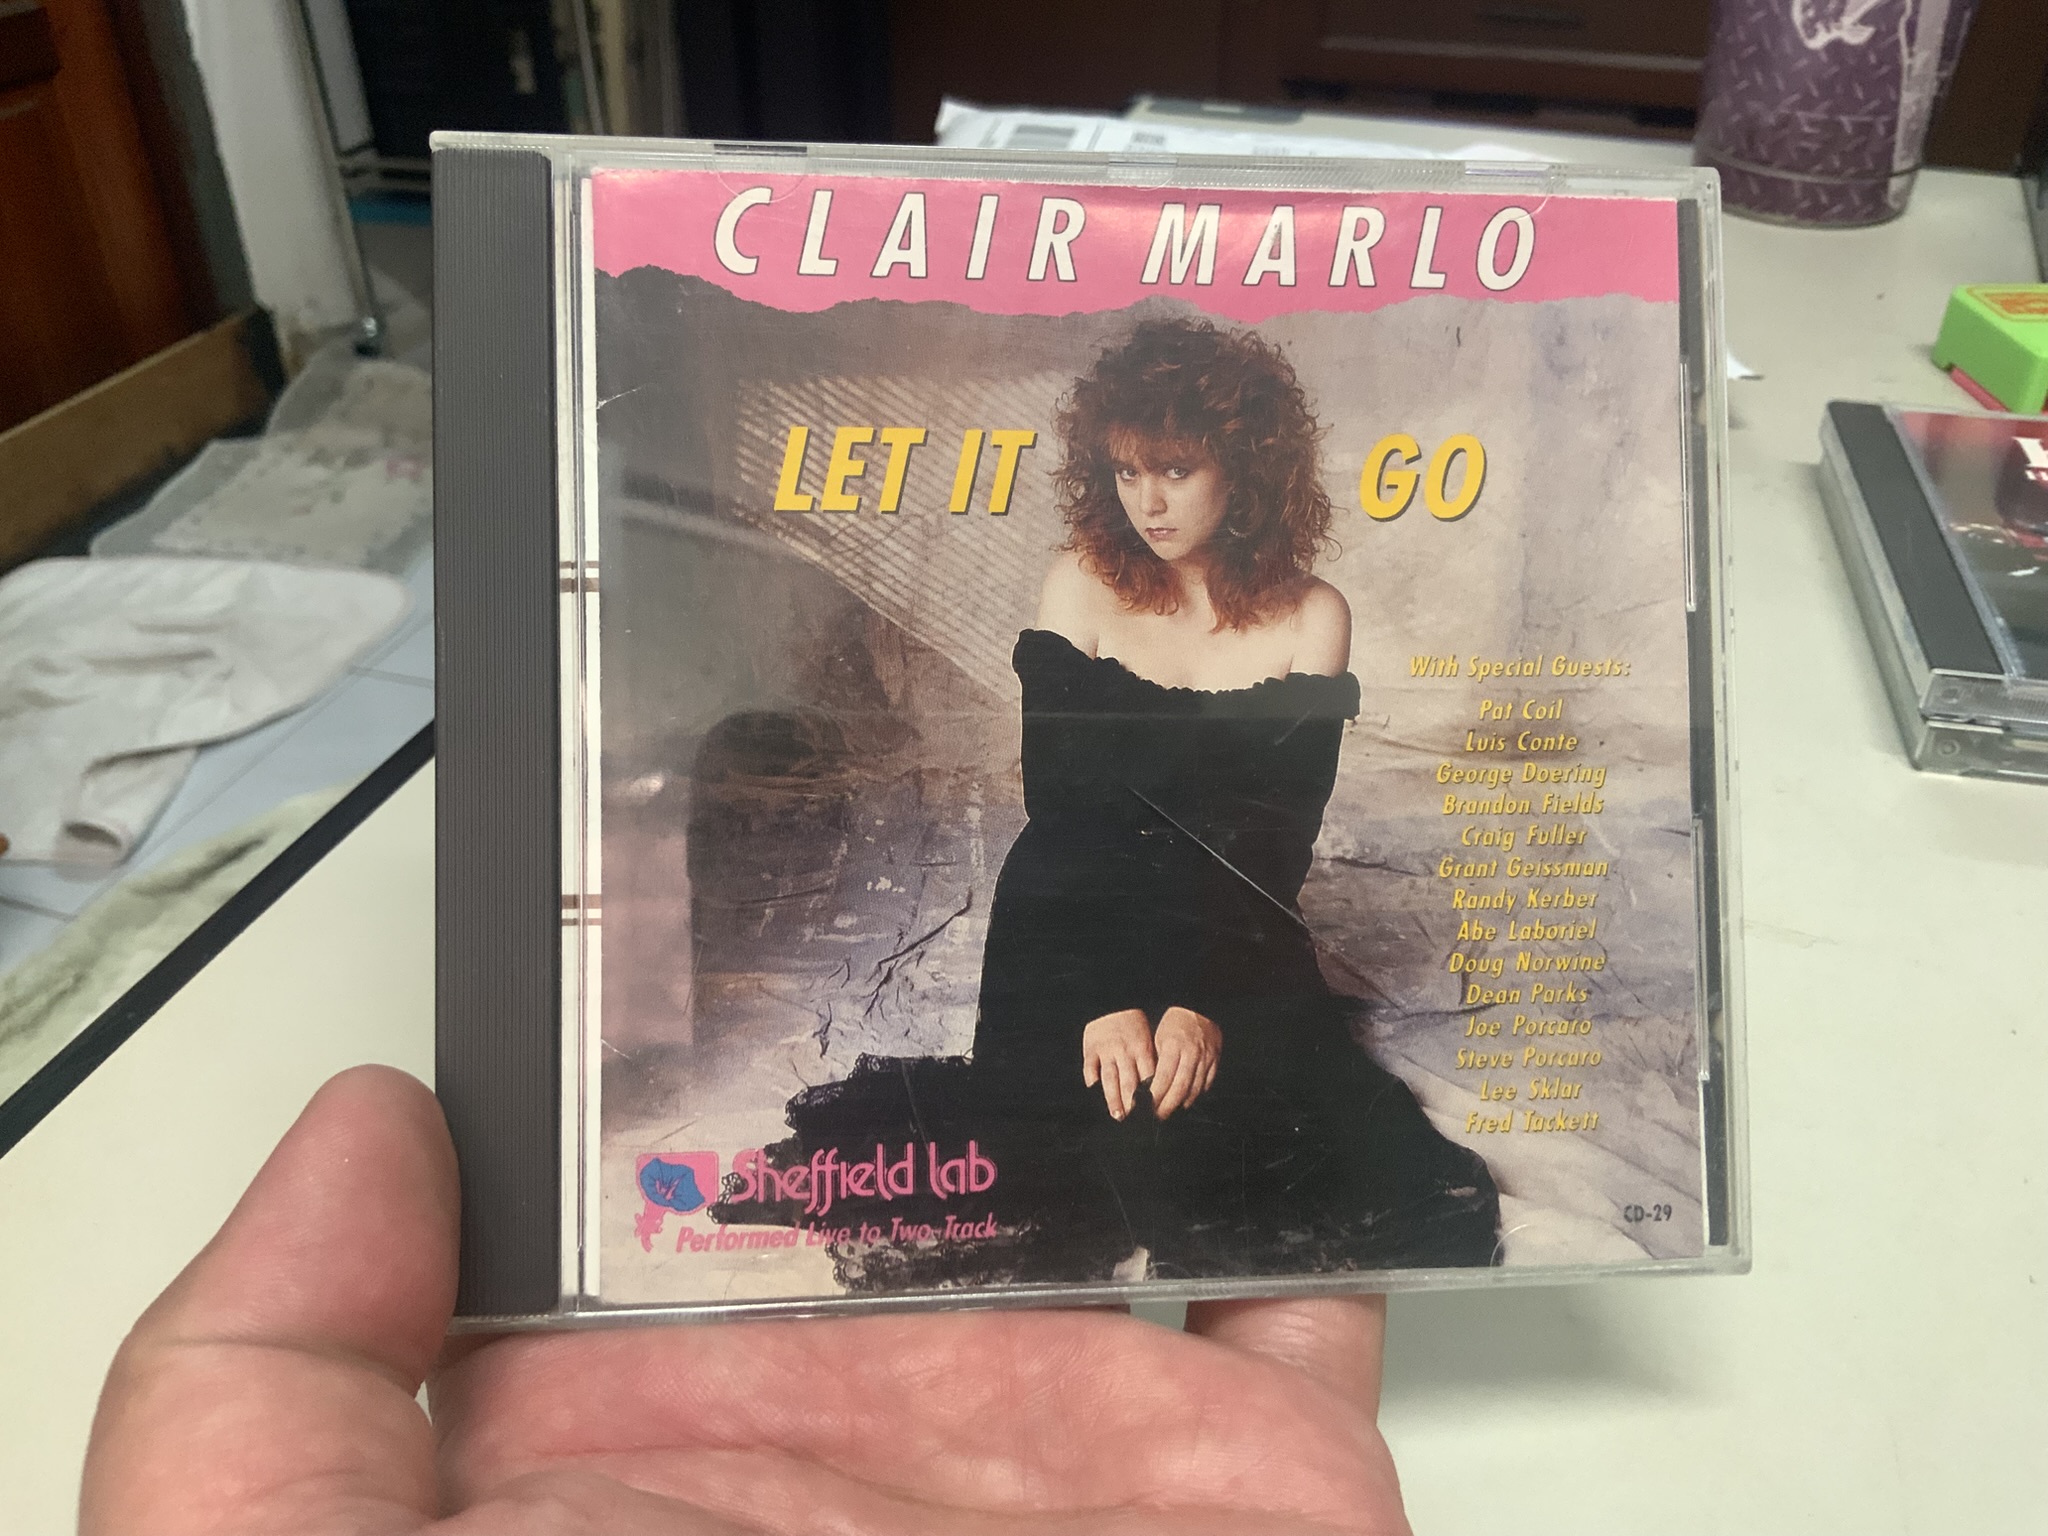 CLAIR MARLO
LET IT GO
With Special Guests:
Pat Coil
Luis Conte
George Doering
Brandon Fields
Craig Fuller
Grant Geissman
Randy Kerber
Abe Laboriel
Doug Norwine
Dean Parks
Joe Porcaro
Steve Porcaro
Lee Sklar
Fred Tackett
Sheffield Lab
Performed Live to Two-Track
CD-29